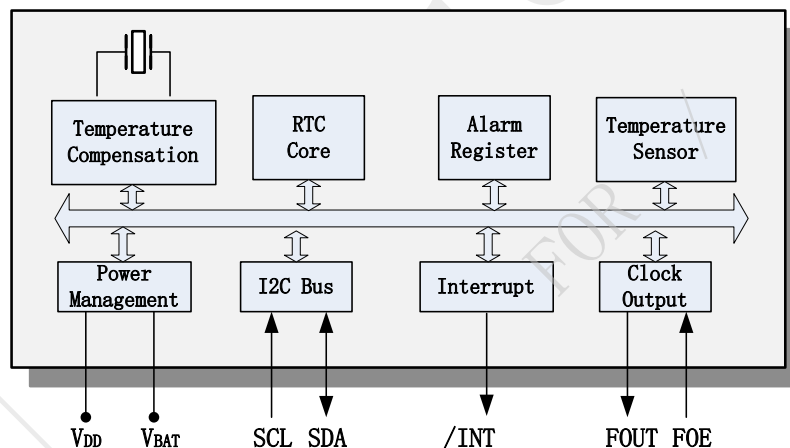 Temperature
Compensation
RTC
Core
Alarm
Register
Temperature
Sensor
Power
Management
I2C Bus
Interrupt
Clock
Output
VDD VBAT SCL SDA /INT FOUT FOE
FOR